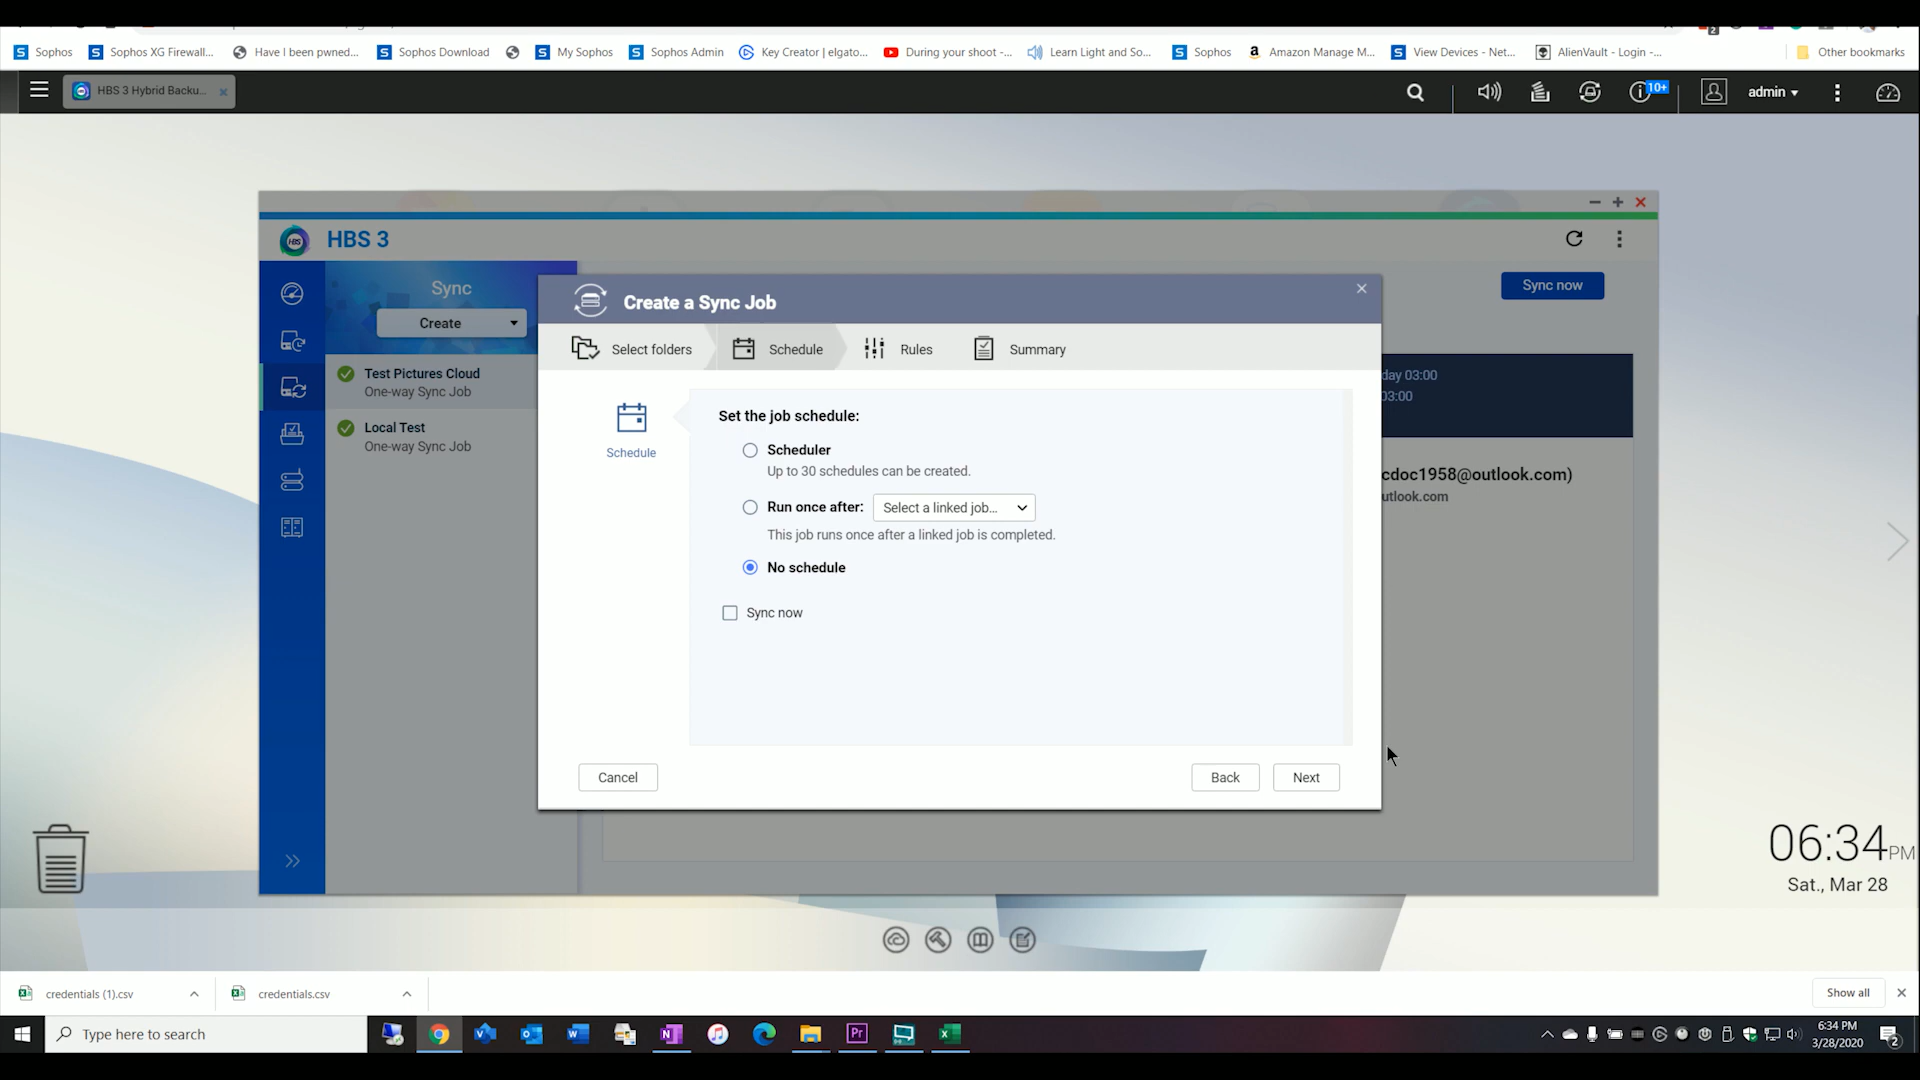 Sophos
Sophos XG Firewall...
Have I been pwned...
Sophos Download
My Sophos
Sophos Admin
Key Creator | elgato...
During your shoot -...
Learn Light and So...
Sophos
Amazon Manage M...
View Devices - Net...
AlienVault - Login -...
Other bookmarks
HBS 3 Hybrid Backu...
10+
admin
HBS
HBS 3
Sync now
Sync
Create
Test Pictures Cloud
One-way Sync Job
Local Test
One-way Sync Job
Create a Sync Job
Select folders
Schedule
Rules
Summary
day 03:00
03:00
cdoc1958@outlook.com)
utlook.com
Schedule
Set the job schedule:
Scheduler
Up to 30 schedules can be created.
Run once after:
Select a linked job...
This job runs once after a linked job is completed.
No schedule
Sync now
Cancel
Back
Next
06:34PM
Sat., Mar 28
credentials (1).csv
credentials.csv
Show all
Type here to search
6:34 PM
3/28/2020
2